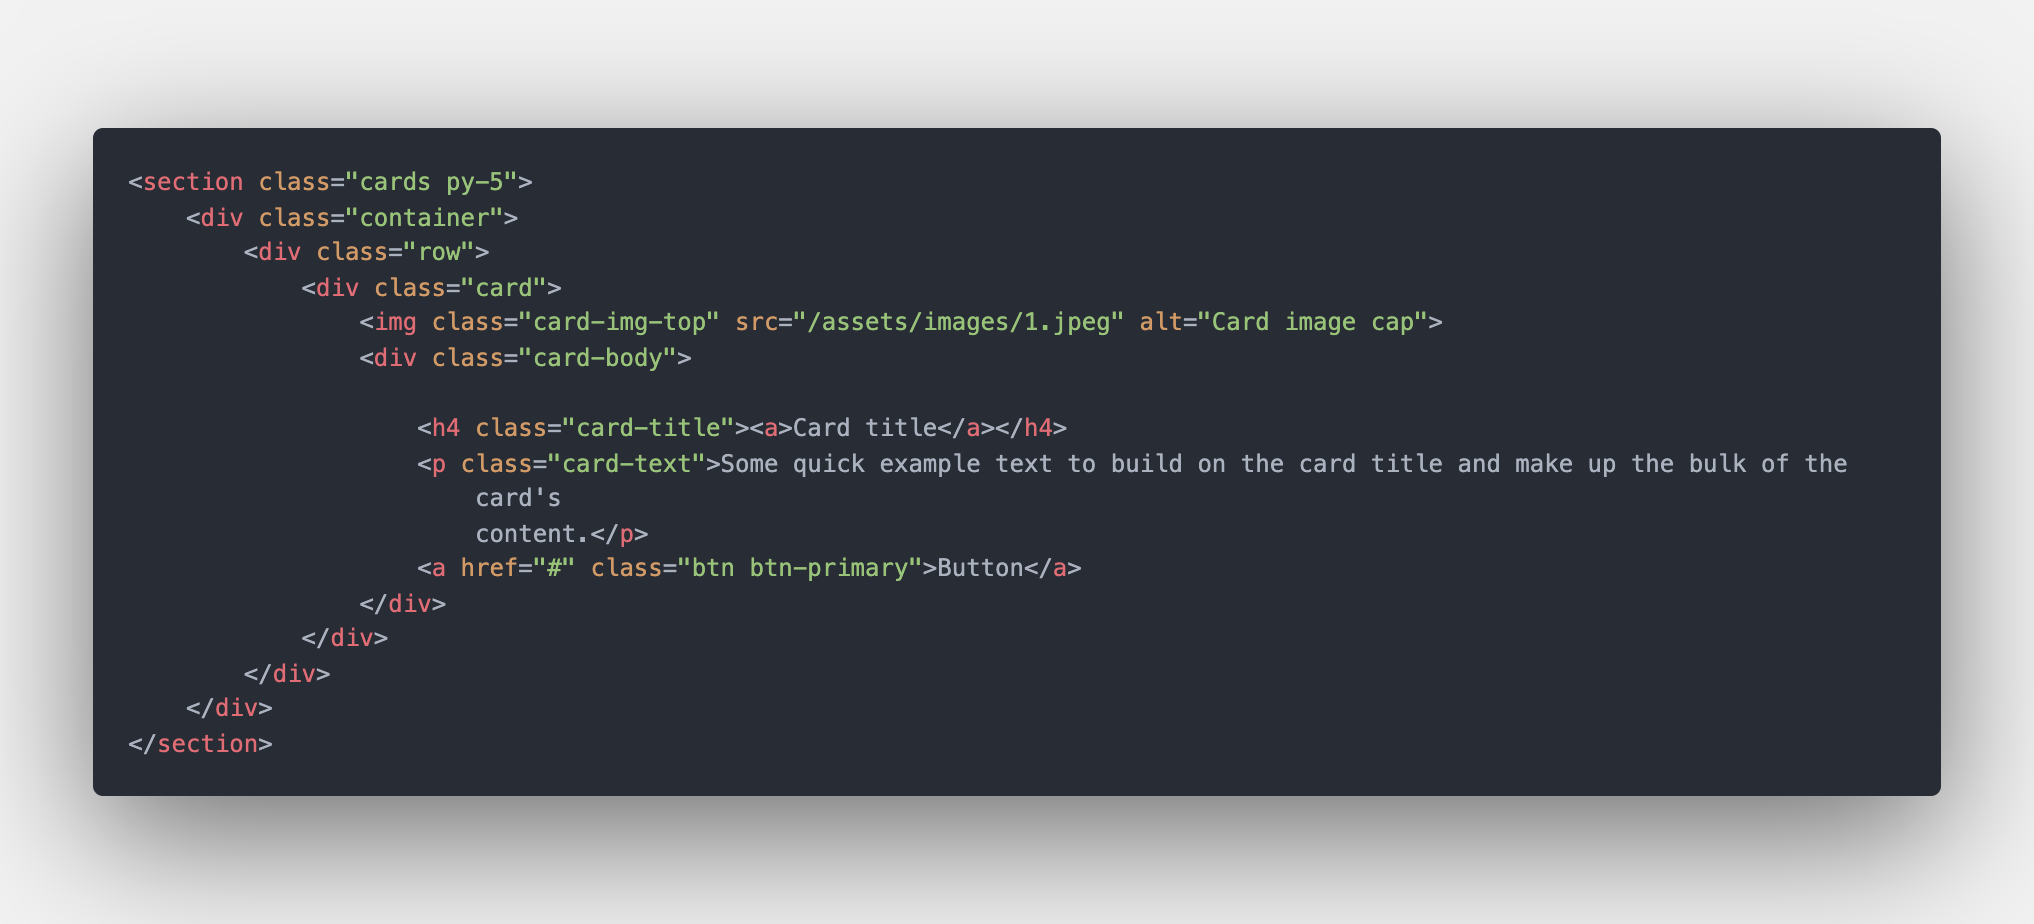 <section class="cards py-5">
    <div class="container">
        <div class="row">
            <div class="card">
                <img class="card-img-top" src="/assets/images/1.jpeg" alt="Card image cap">
                <div class="card-body">

                    <h4 class="card-title"><a>Card title</a></h4>
                    <p class="card-text">Some quick example text to build on the card title and make up the bulk of the
                        card's
                        content.</p>
                    <a href="#" class="btn btn-primary">Button</a>
                </div>
            </div>
        </div>
    </div>
</section>